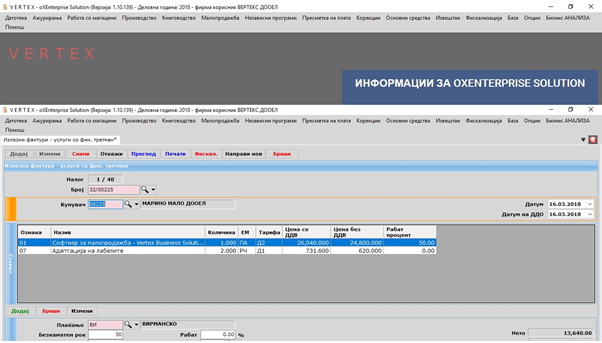 V E R T E X - oXEnterprise Solution (Верзија: 1.10.139) - Деловна година: 2018 - фирма корисник ВЕРТЕКС ДООЕЛ
Датотека Ажурирања Работа со магацини Производство Книговодство Малопродажба Независни програми Пресметка на плата Корекции Основни средства Извештаи Фискализација База Опции Бизнис АНАЛИЗА
Помош
VERTEX
ИНФОРМАЦИИ ЗА OXENTERPRISE SOLUTION
V E R T E X - oXEnterprise Solution (Верзија: 1.10.139) - Деловна година: 2018 - фирма корисник ВЕРТЕКС ДООЕЛ
Датотека Ажурирања Работа со магацини Производство Книговодство Малопродажба Независни програми Пресметка на плата Корекции Основни средства Извештаи Фискализација База Опции Бизнис АНАЛИЗА
Помош
Излезни фактури - услуги со фин. третман*
Додај Измени Сними Откажи Преглед Печати Фискал. Направи нов Бриши
Излезна фактура - услуги со фин. третман
Налог 1 / 40
Број 32/00225
Купувач 00225 МАРИНО МАЛО ДООЕЛ Датум 16.03.2018
Датум на ДДО 16.03.2018
Ознака Назив Количина ЕМ Тарифа Цена со ДДВ Цена без ДДВ Рабат процент
01 Софтвер за малопродажба - Vertex Business Soluti... 1.000 ПА Д2 26,040.000 24,800.000 50.00
07 Адаптација на лабелите 2.000 РЧ Д1 731.600 620.000 0.00
Ставки
Додај Бриши Измени
Плаќање ВИ ВИРМАНСКО
Безкаматен рок 30 Рабат 0.00 % Нето 13,640.00